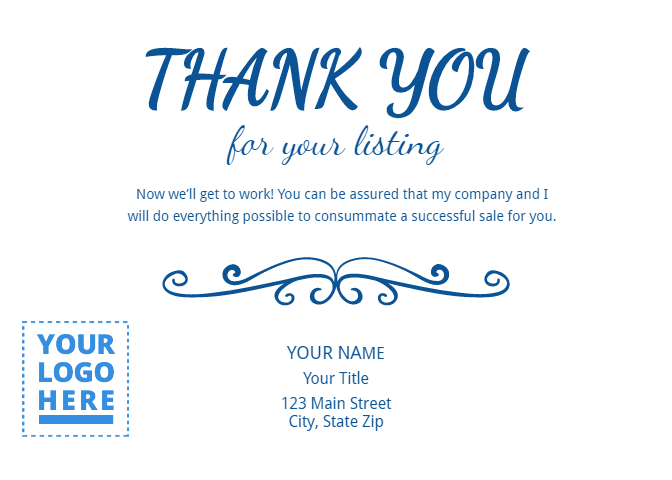 THANK YOU
for your listing
Now we'll get to work! You can be assured that my company and I
will do everything possible to consummate a successful sale for you.
YOUR
LOGO
HERE
YOUR NAME
Your Title
123 Main Street
City, State Zip